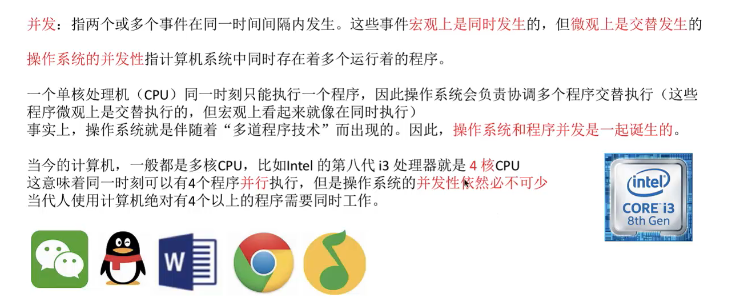 并发：指两个或多个事件在同一时间间隔内发生。这些事件宏观上是同时发生的，但微观上是交替发生的
操作系统的并发性指计算机系统中同时存在着多个运行着的程序。
一个单核处理机（CPU）同一时刻只能执行一个程序，因此操作系统会负责协调多个程序交替执行（这些
程序微观上是交替执行的，但宏观上看起来就像在同时执行）
事实上，操作系统就是伴随着“多道程序技术”而出现的。因此，操作系统和程序并发是一起诞生的。
当今的计算机，一般都是多核CPU，比如Intel 的第八代 i3 处理器就是 4 核CPU
这意味着同一时刻可以有4个程序并行执行，但是操作系统的并发性依然必不可少
当代人使用计算机绝对有4个以上的程序需要同时工作。
intel
CORE i3
8th Gen
W